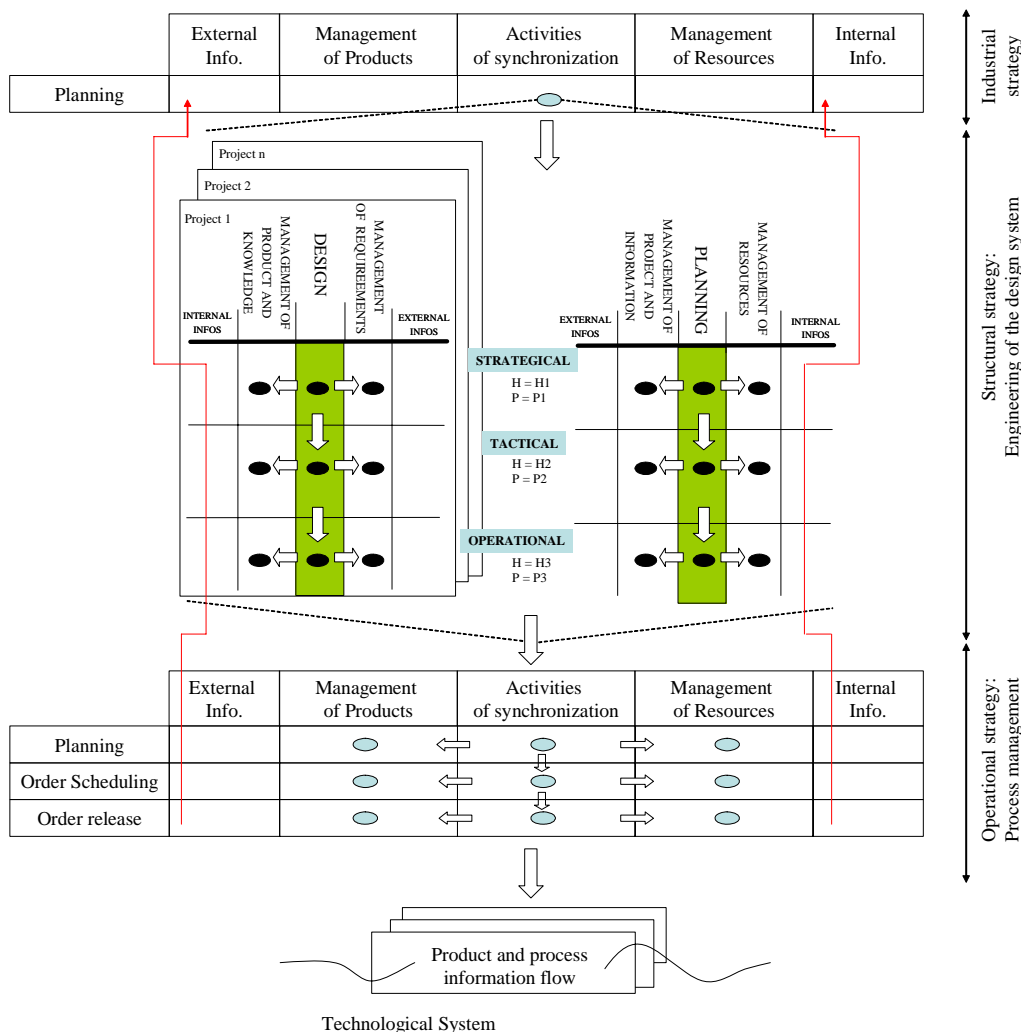 External
Info.
Management
of Products
Activities
of synchronization
Management
of Resources
Internal
Info.
Industrial
strategy
Planning
Project n
Project 2
Project 1
INTERNAL
INFOS
MANAGEMENT OF
PRODUCT AND
KNOWLEDGE
DESIGN
MANAGEMENT
OF REQUIREEMENTS
EXTERNAL
INFOS
EXTERNAL
INFOS
MANAGEMENT OF
PROJECT AND
INFORMATION
PLANNING
MANAGEMENT OF
RESOURCES
INTERNAL
INFOS
STRATEGICAL
H = H1
P = P1
TACTICAL
H = H2
P = P2
OPERATIONAL
H = H3
P = P3
Structural strategy:
Engineering of the design system
External
Info.
Management
of Products
Activities
of synchronization
Management
of Resources
Internal
Info.
Planning
Order Scheduling
Order release
Operational strategy:
Process management
Product and process
information flow
Technological System